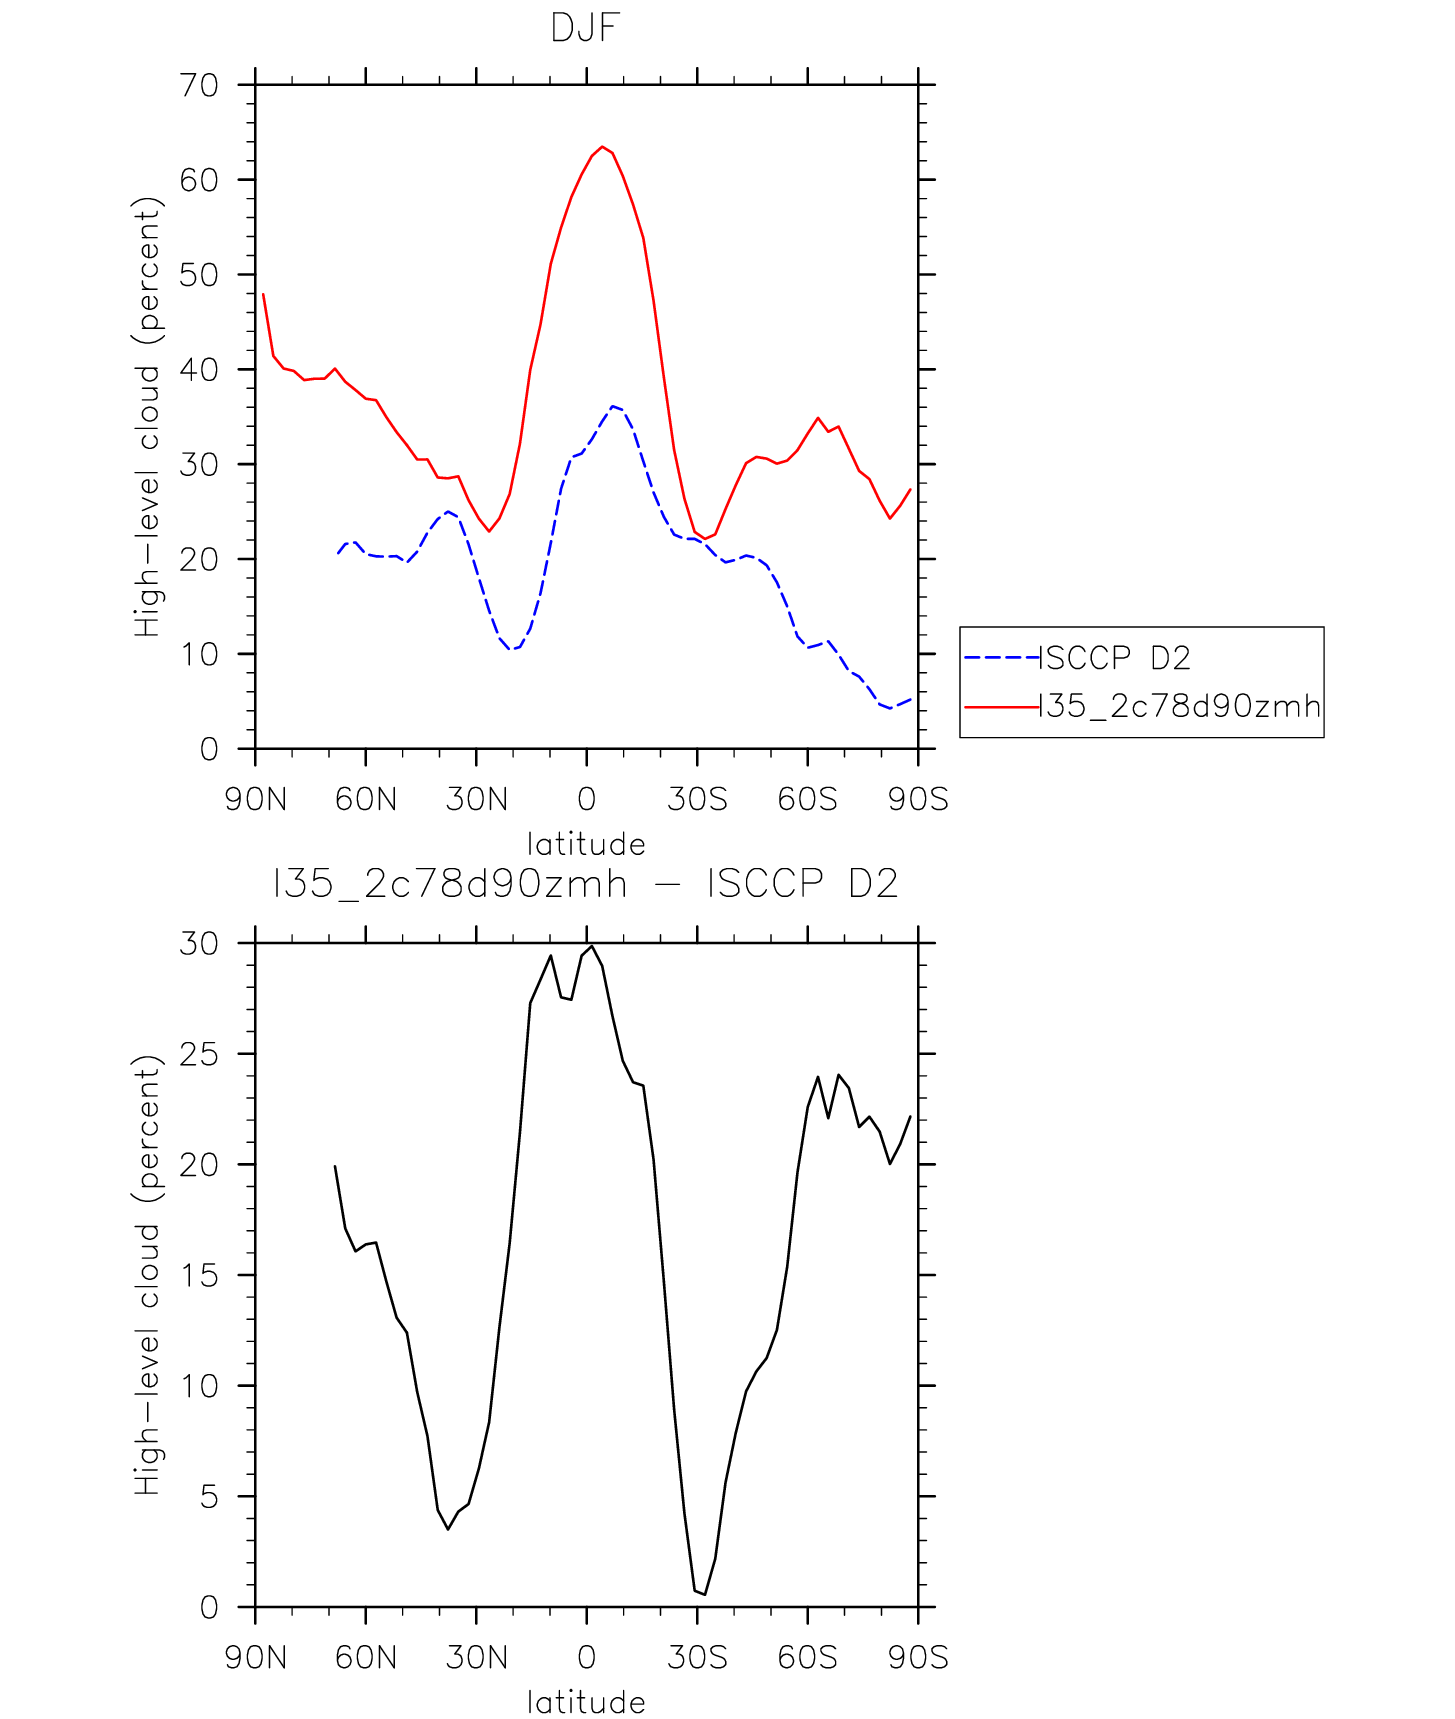 DJF
70
60
50
40
30
20
10
0
High-level cloud (percent)
90N 60N 30N 0 30S 60S 90S
latitude
ISCCP D2
I35_2c78d90zmh
I35_2c78d90zmh - ISCCP D2
30
25
20
15
10
5
0
High-level cloud (percent)
90N 60N 30N 0 30S 60S 90S
latitude